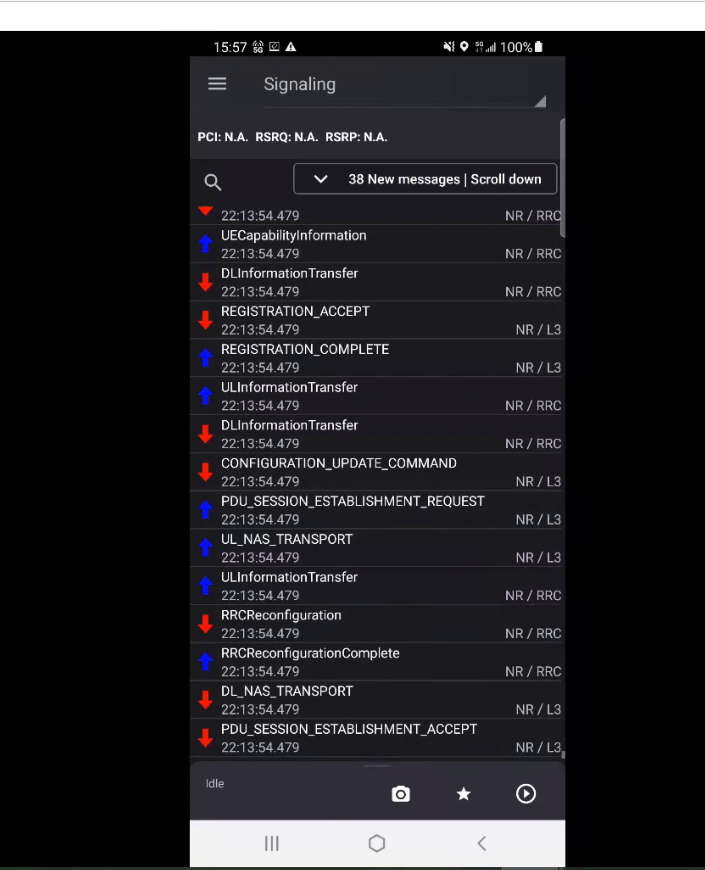 15:57 5G 5G 100%
Signaling
PCI: N.A. RSRQ: N.A. RSRP: N.A.
38 New messages | Scroll down
22:13:54.479 NR / RRC
UECapabilityInformation
22:13:54.479 NR / RRC
DLInformationTransfer
22:13:54.479 NR / RRC
REGISTRATION_ACCEPT
22:13:54.479 NR / L3
REGISTRATION_COMPLETE
22:13:54.479 NR / L3
ULInformationTransfer
22:13:54.479 NR / RRC
DLInformationTransfer
22:13:54.479 NR / RRC
CONFIGURATION_UPDATE_COMMAND
22:13:54.479 NR / L3
PDU_SESSION_ESTABLISHMENT_REQUEST
22:13:54.479 NR / L3
UL_NAS_TRANSPORT
22:13:54.479 NR / L3
ULInformationTransfer
22:13:54.479 NR / RRC
RRCReconfiguration
22:13:54.479 NR / RRC
RRCReconfigurationComplete
22:13:54.479 NR / RRC
DL_NAS_TRANSPORT
22:13:54.479 NR / L3
PDU_SESSION_ESTABLISHMENT_ACCEPT
22:13:54.479 NR / L3
Idle